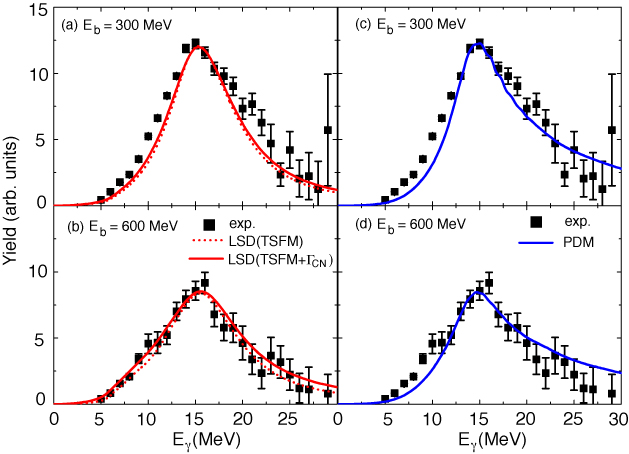 15
(a) E_b = 300 MeV
(c) E_b = 300 MeV
10
5
0
Yield (arb. units)
(b) E_b = 600 MeV
exp.
LSD(TSFM)
LSD(TSFM+Γ_CN)
(d) E_b = 600 MeV
exp.
PDM
10
5
0
0 5 10 15 20 25 0 5 10 15 20 25 30
E_γ(MeV) E_γ(MeV)